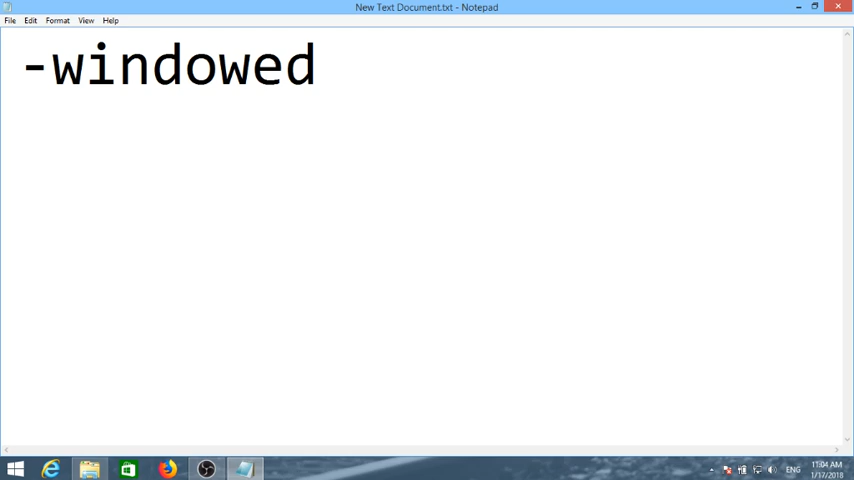 New Text Document.txt - Notepad
File Edit Format View Help
-windowed
ENG
11:04 AM
1/17/2018